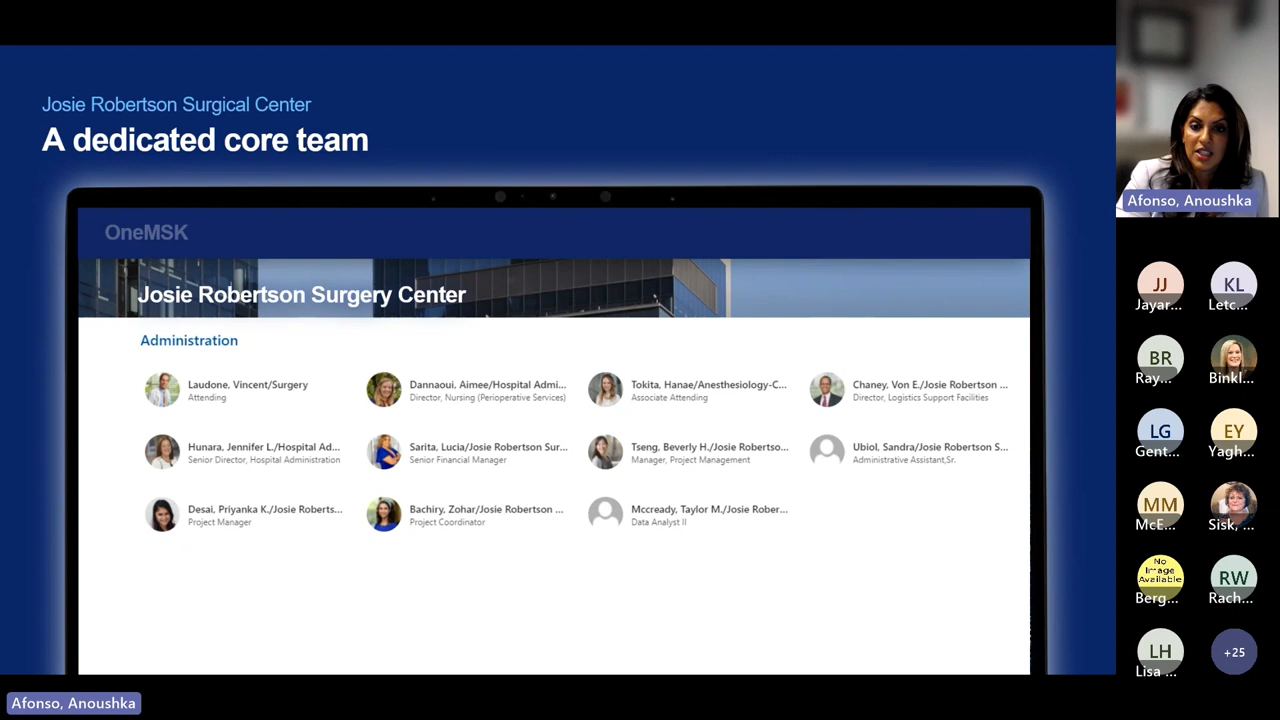 Josie Robertson Surgical Center
A dedicated core team
OneMSK
Josie Robertson Surgery Center
Administration
Laudone, Vincent/Surgery
Attending
Dannaoui, Aimee/Hospital Admi...
Director, Nursing (Perioperative Services)
Tokita, Hanae/Anesthesiology-C...
Associate Attending
Chaney, Von E./Josie Robertson ...
Director, Logistics Support Facilities
Hunara, Jennifer L./Hospital Ad...
Senior Director, Hospital Administration
Sarita, Lucia/Josie Robertson Sur...
Senior Financial Manager
Tseng, Beverly H./Josie Robertso...
Manager, Project Management
Ubiol, Sandra/Josie Robertson S...
Administrative Assistant,Sr.
Desai, Priyanka K./Josie Roberts...
Project Manager
Bachiry, Zohar/Josie Robertson ...
Project Coordinator
Mccready, Taylor M./Josie Rober...
Data Analyst II
Afonso, Anoushka
JJ
Jayar...
KL
Letc...
BR
Ray...
Binkl...
LG
Gent...
EY
Yagh...
MM
McE...
Sisk, ...
No
Image
Available
Berg...
RW
Rach...
LH
Lisa ...
+25
Afonso, Anoushka